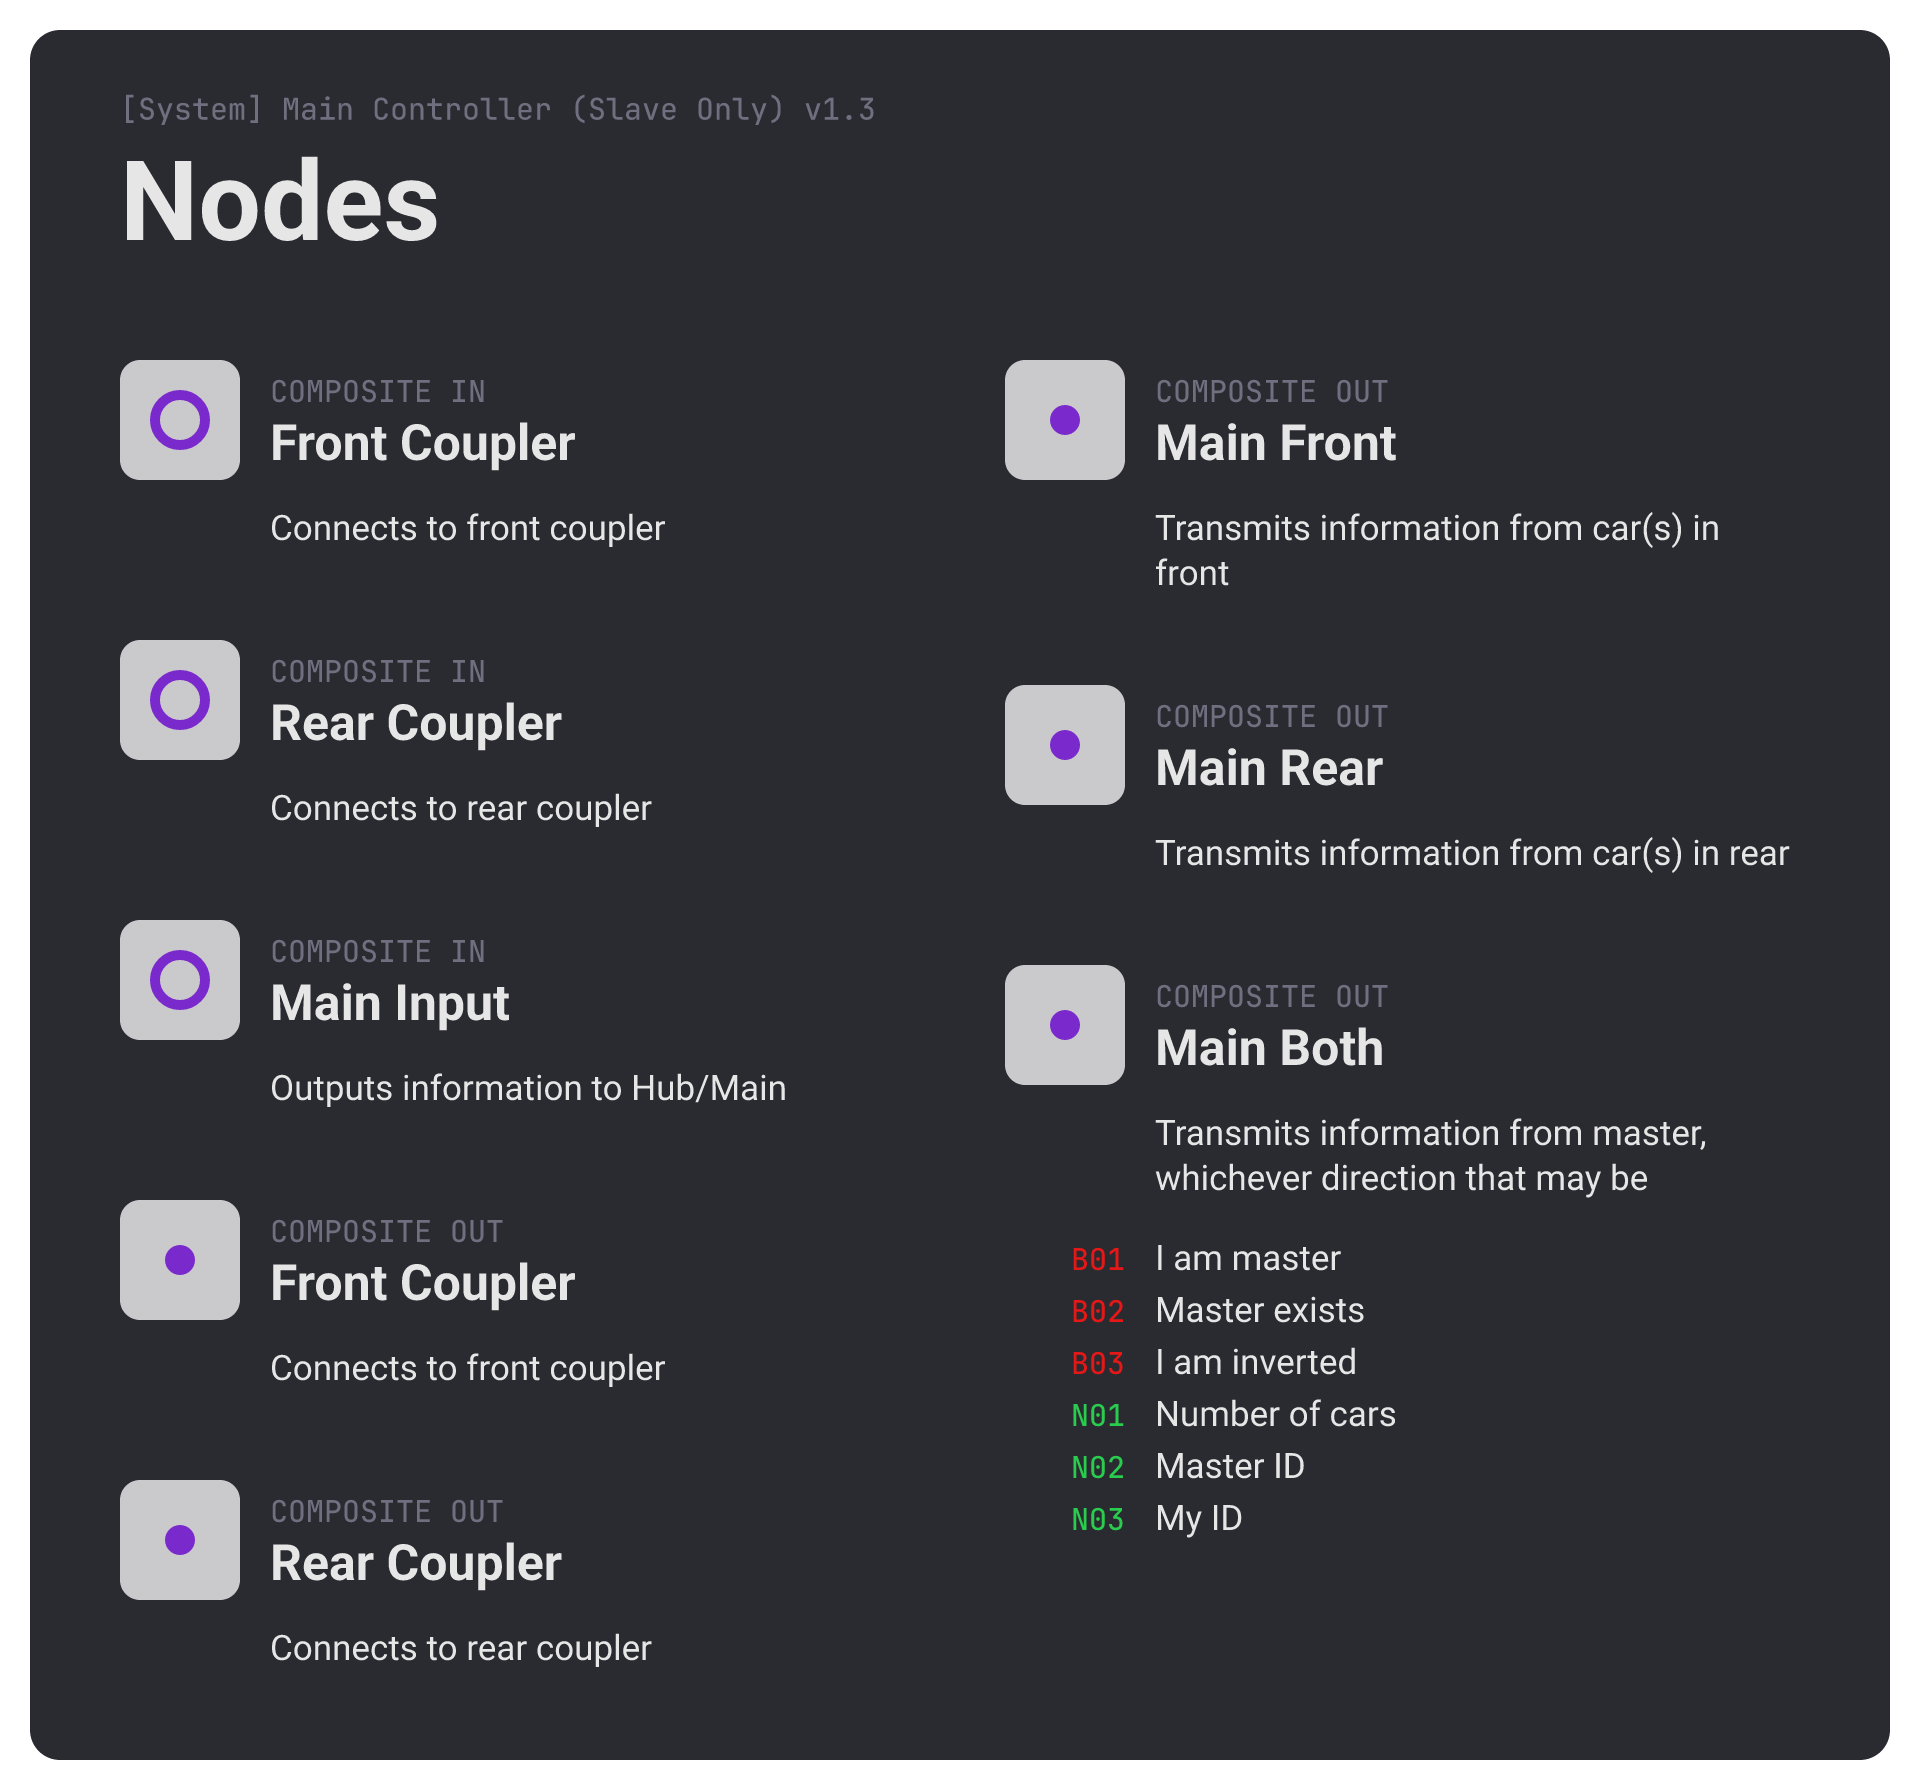 [System] Main Controller (Slave Only) v1.3
Nodes
COMPOSITE IN
Front Coupler
Connects to front coupler
COMPOSITE IN
Rear Coupler
Connects to rear coupler
COMPOSITE IN
Main Input
Outputs information to Hub/Main
COMPOSITE OUT
Front Coupler
Connects to front coupler
COMPOSITE OUT
Rear Coupler
Connects to rear coupler
COMPOSITE OUT
Main Front
Transmits information from car(s) in
front
COMPOSITE OUT
Main Rear
Transmits information from car(s) in rear
COMPOSITE OUT
Main Both
Transmits information from master,
whichever direction that may be
B01 I am master
B02 Master exists
B03 I am inverted
N01 Number of cars
N02 Master ID
N03 My ID